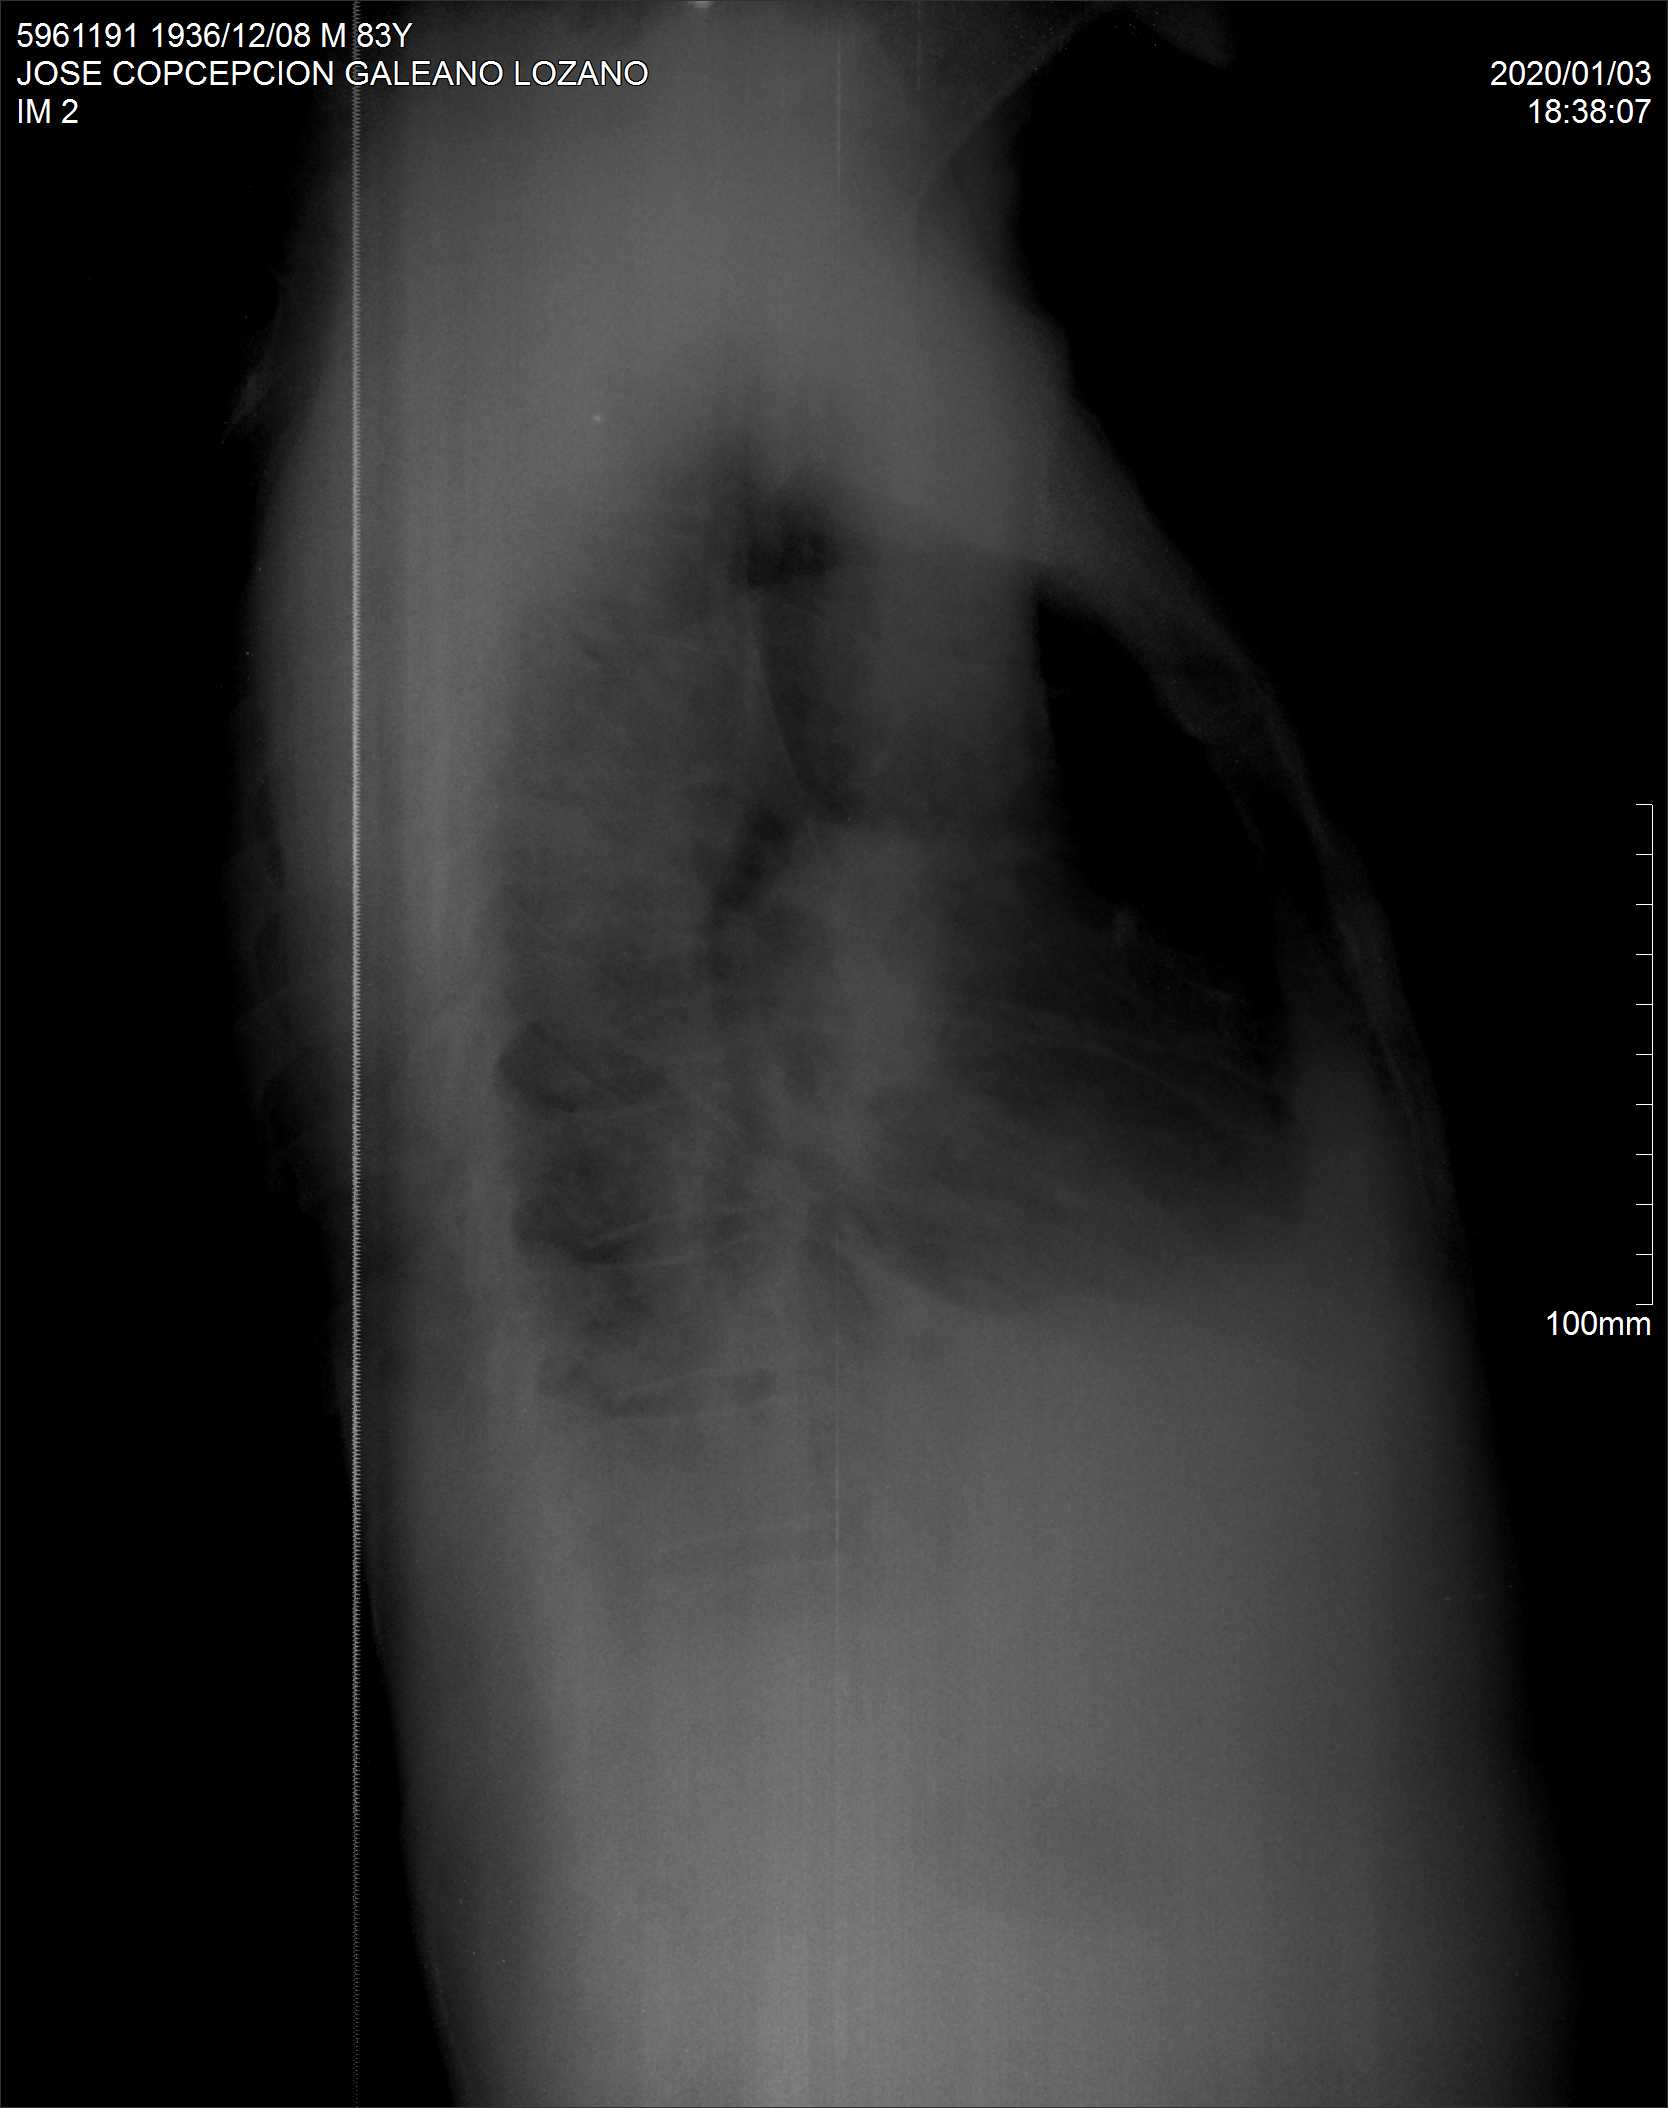 5961191 1936/12/08 M 83Y
JOSE COPCEPCION GALEANO LOZANO
IM 2
2020/01/03
18:38:07
100mm